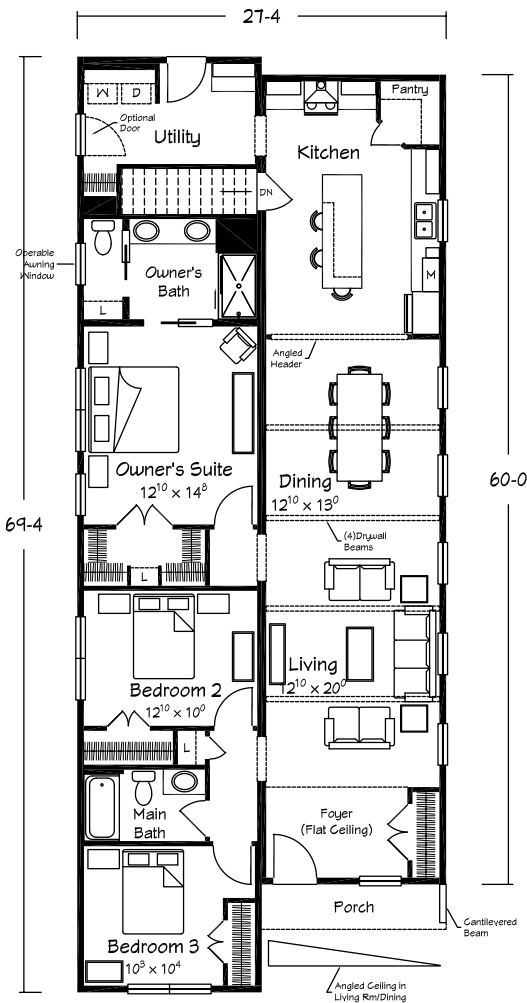 27-4
Pantry
W D
Optional
Door
Utility
Kitchen
DN
Operable
Awning
Window
Owner's
Bath
L
M
Angled
Header
Owner's Suite
12¹⁰ x 14⁸
Dining
12¹⁰ x 13⁰
60-0
69-4
(4)Drywall
Beams
L
Living
12¹⁰ x 20⁰
Bedroom 2
12¹⁰ x 10⁰
L
Main
Bath
Foyer
(Flat Ceiling)
Porch
Cantilevered
Beam
Bedroom 3
10³ x 10⁴
Angled Ceiling in
Living Rm/Dining